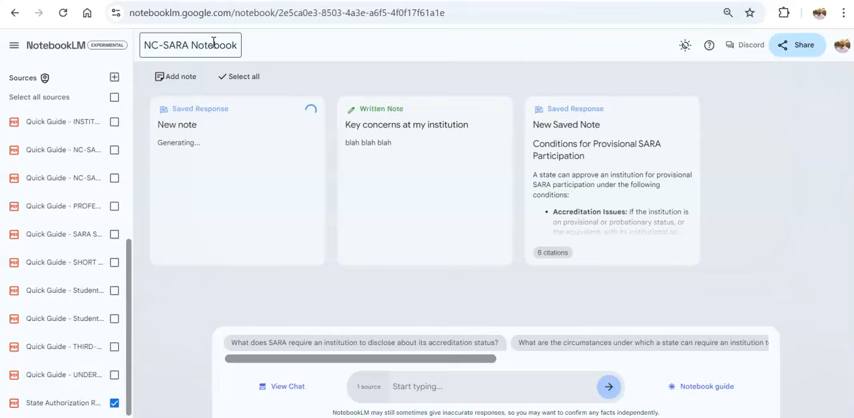 notebooklm.google.com/notebook/2e5ca0e3-8503-4a3e-a6f5-4f0f17f61a1e
NotebookLM EXPERIMENTAL
NC-SARA Notebook
Discord
Share
Sources
Add note
Select all
Select all sources
Quick Guide - INSTIT...
Quick Guide - NC-SA...
Quick Guide - NC-SA...
Quick Guide - PROFE...
Quick Guide - SARA S...
Quick Guide - SHORT ...
Quick Guide - Student...
Quick Guide - Student...
Quick Guide - THIRD-...
Quick Guide - UNDER...
State Authorization R...
Saved Response
New note
Generating...
Written Note
Key concerns at my institution
blah blah blah
Saved Response
New Saved Note
Conditions for Provisional SARA
Participation
A state can approve an institution for provisional
SARA participation under the following
conditions:
• Accreditation Issues: If the institution is
on provisional or probationary status, or
the equivalent, with its institutional ac...
6 citations
What does SARA require an institution to disclose about its accreditation status?
What are the circumstances under which a state can require an institution t
View Chat
1 source
Start typing...
Notebook guide
NotebookLM may still sometimes give inaccurate responses, so you may want to confirm any facts independently.